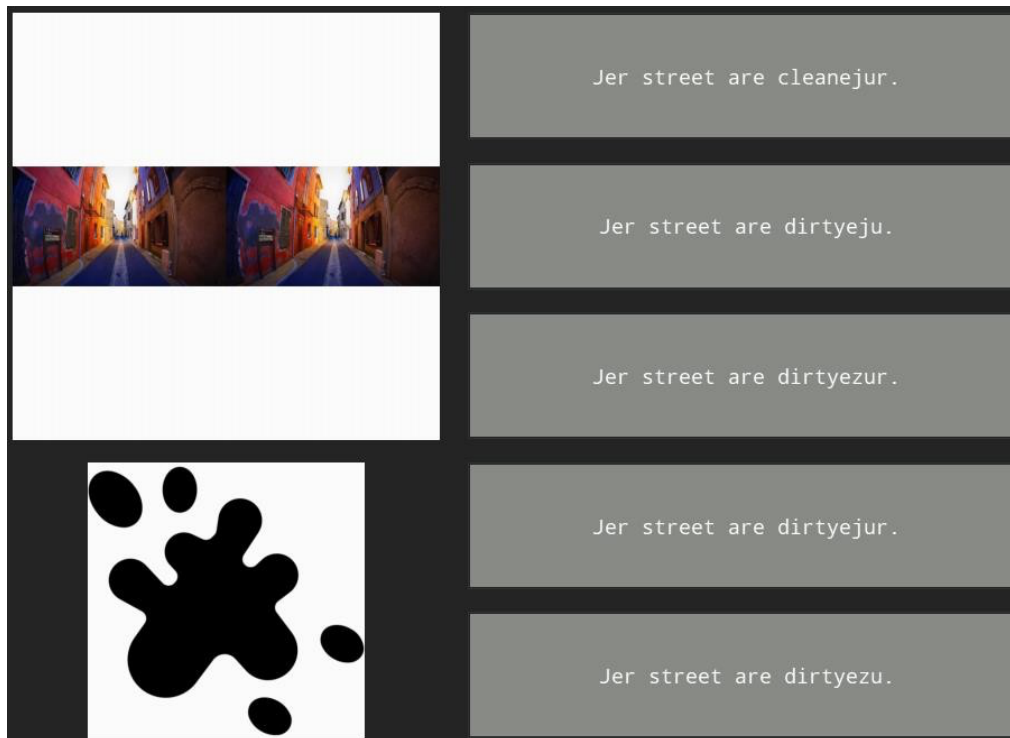 Jer street are cleanejur.
Jer street are dirtyeju.
Jer street are dirtyezur.
Jer street are dirtyejur.
Jer street are dirtyezu.